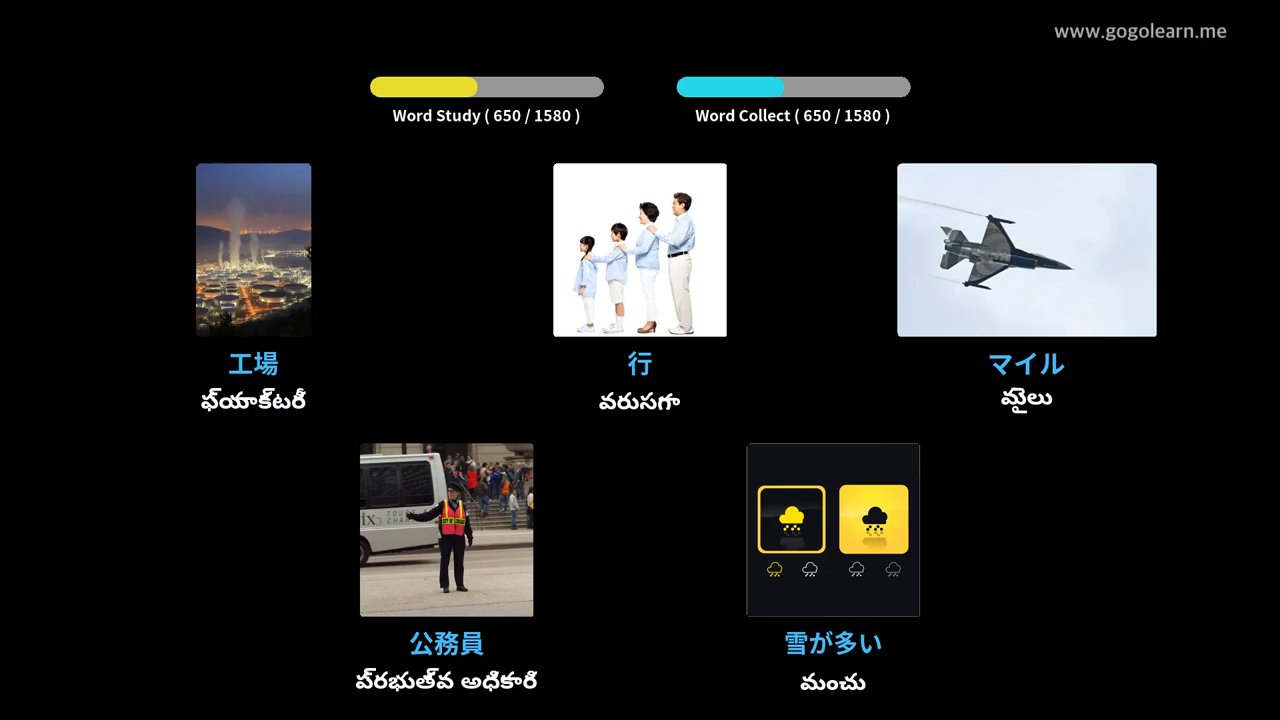 www.gogolearn.me
Word Study ( 650 / 1580 )
Word Collect ( 650 / 1580 )
工場
行
マイル
ఫ్యాక్టరీ
వరుసగా
మైలు
公務員
雪が多い
ప్రభుత్వ అధికారి
మంచు